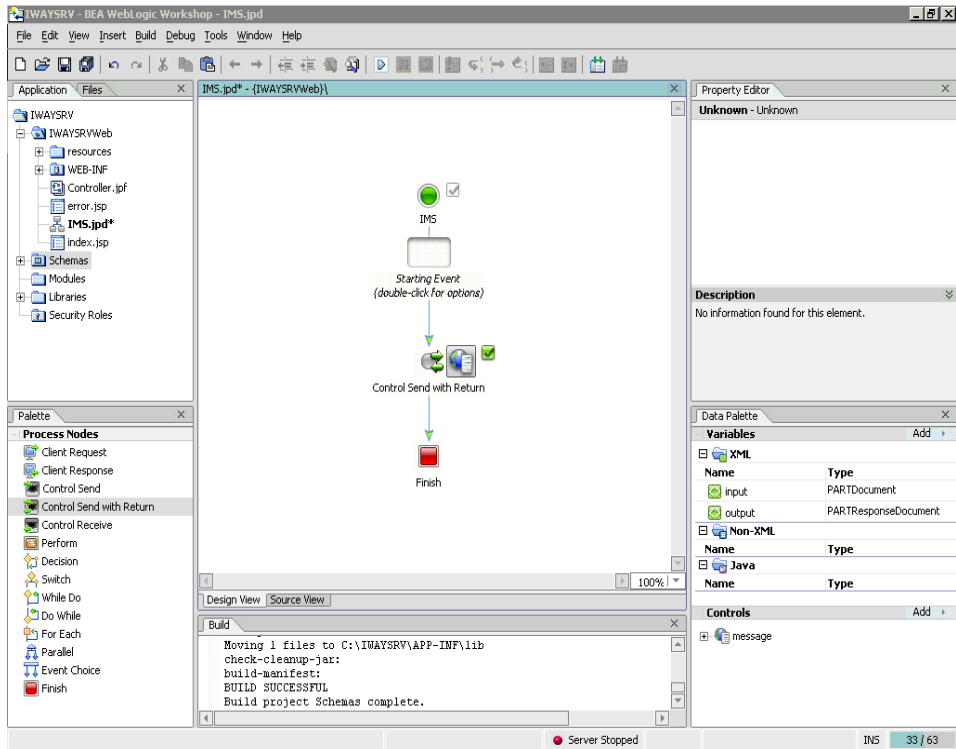 IWAYSRV - BEA WebLogic Workshop - IMS.jpd
File Edit View Insert Build Debug Tools Window Help
Application Files
IWAYSRV
IWAYSRVWeb
resources
WEB-INF
Controller.jpf
error.jsp
IMS.jpd*
index.jsp
Schemas
Modules
Libraries
Security Roles
Palette
Process Nodes
Client Request
Client Response
Control Send
Control Send with Return
Control Receive
Perform
Decision
Switch
While Do
Do While
For Each
Parallel
Event Choice
Finish
IMS.jpd* - {IWAYSRVWeb}\
IMS
Starting Event
(double-click for options)
Control Send with Return
Finish
100%
Design View Source View
Build
Moving 1 files to C:\IWAYSRV\APP-INF\lib
check-cleanup-jar:
build-manifest:
BUILD SUCCESSFUL
Build project Schemas complete.
Property Editor
Unknown - Unknown
Description
No information found for this element.
Data Palette
Variables Add
XML
Name Type
input PARTDocument
output PARTResponseDocument
Non-XML
Name Type
Java
Name Type
Controls Add
message
Server Stopped
INS 33 / 63